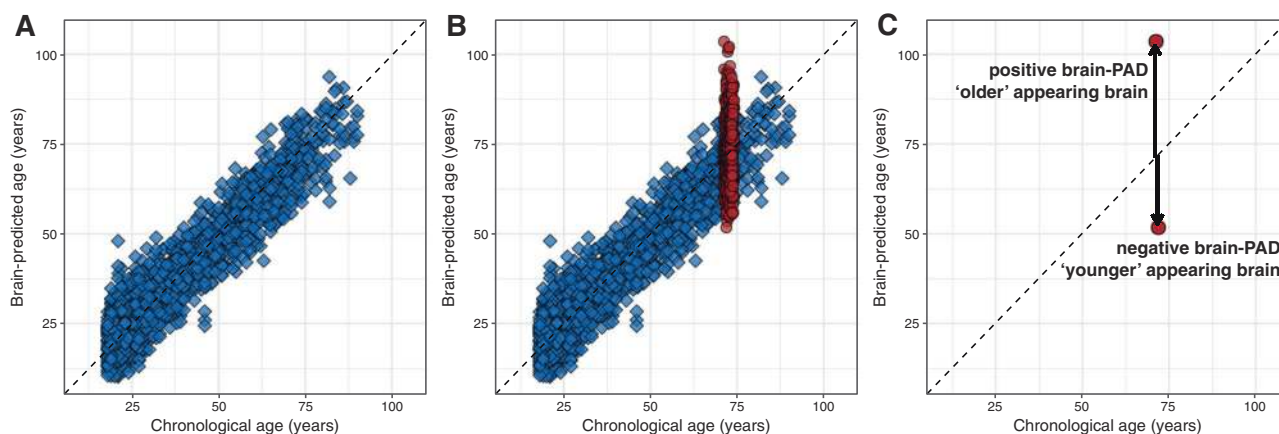 A
100
75
50
25
Brain-predicted age (years)
25
50
75
100
Chronological age (years)
B
100
75
50
25
Brain-predicted age (years)
25
50
75
100
Chronological age (years)
C
100
75
50
25
Brain-predicted age (years)
positive brain-PAD
‘older’ appearing brain
negative brain-PAD
‘younger’ appearing brain
25
50
75
100
Chronological age (years)